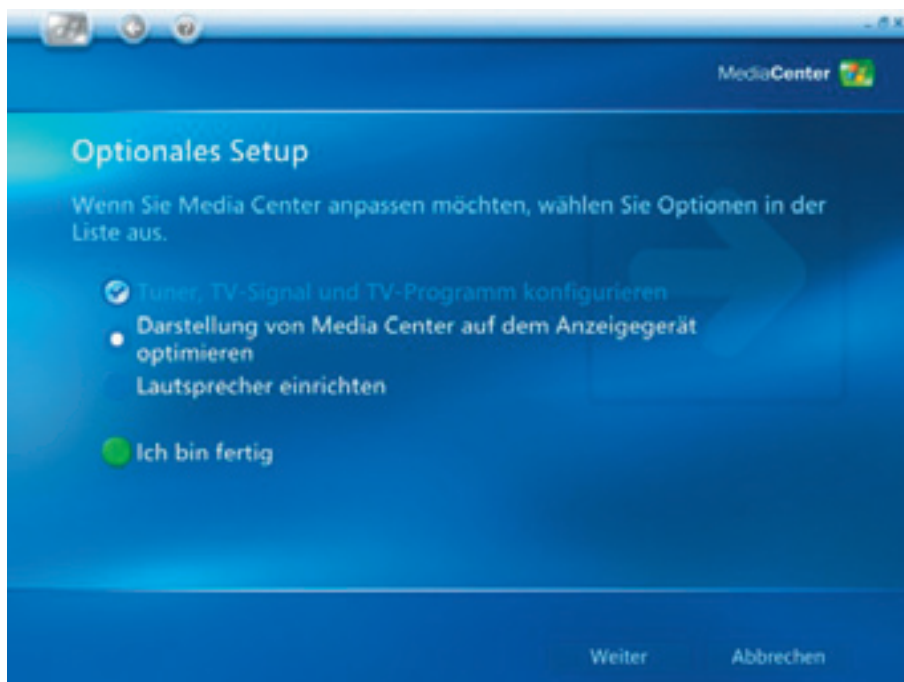 MediaCenter
Optionales Setup
Wenn Sie Media Center anpassen möchten, wählen Sie Optionen in der
Liste aus.
Tuner, TV-Signal und TV-Programm konfigurieren
Darstellung von Media Center auf dem Anzeigegerät
optimieren
Lautsprecher einrichten
Ich bin fertig
Weiter Abbrechen